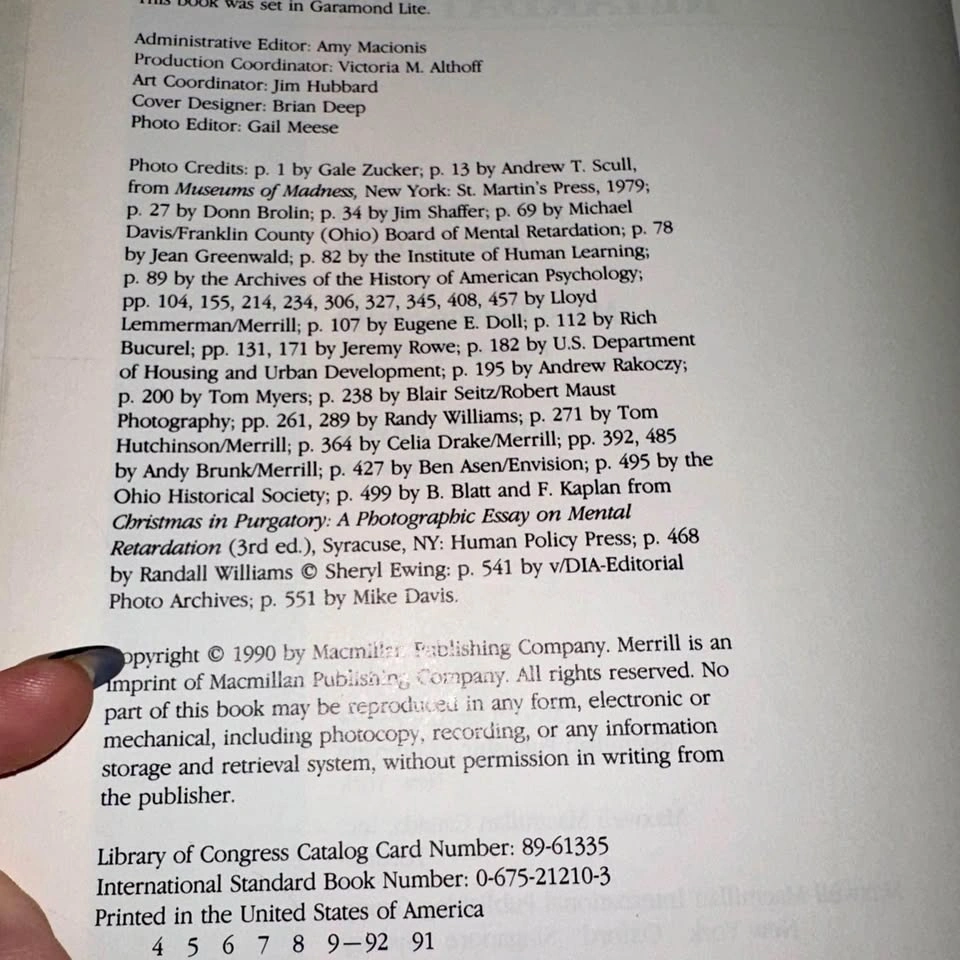 This book was set in Garamond Lite.
Administrative Editor: Amy Macionis
Production Coordinator: Victoria M. Althoff
Art Coordinator: Jim Hubbard
Cover Designer: Brian Deep
Photo Editor: Gail Meese
Photo Credits: p. 1 by Gale Zucker; p. 13 by Andrew T. Scull,
from Museums of Madness, New York: St. Martin's Press, 1979;
p. 27 by Donn Brolin; p. 34 by Jim Shaffer; p. 69 by Michael
Davis/Franklin County (Ohio) Board of Mental Retardation; p. 78
by Jean Greenwald; p. 82 by the Institute of Human Learning;
p. 89 by the Archives of the History of American Psychology;
pp. 104, 155, 214, 234, 306, 327, 345, 408, 457 by Lloyd
Lemmerman/Merrill; p. 107 by Eugene E. Doll; p. 112 by Rich
Bucurel; pp. 131, 171 by Jeremy Rowe; p. 182 by U.S. Department
of Housing and Urban Development; p. 195 by Andrew Rakoczy;
p. 200 by Tom Myers; p. 238 by Blair Seitz/Robert Maust
Photography; pp. 261, 289 by Randy Williams; p. 271 by Tom
Hutchinson/Merrill; p. 364 by Celia Drake/Merrill; pp. 392, 485
by Andy Brunk/Merrill; p. 427 by Ben Asen/Envision; p. 495 by the
Ohio Historical Society; p. 499 by B. Blatt and F. Kaplan from
Christmas in Purgatory: A Photographic Essay on Mental
Retardation (3rd ed.), Syracuse, NY: Human Policy Press; p. 468
by Randall Williams © Sheryl Ewing: p. 541 by v/DIA-Editorial
Photo Archives; p. 551 by Mike Davis.
opyright © 1990 by Macmillan Publishing Company. Merrill is an
imprint of Macmillan Publishing Company. All rights reserved. No
part of this book may be reproduced in any form, electronic or
mechanical, including photocopy, recording, or any information
storage and retrieval system, without permission in writing from
the publisher.
Library of Congress Catalog Card Number: 89-61335
International Standard Book Number: 0-675-21210-3
Printed in the United States of America
4 5 6 7 8 9—92 91